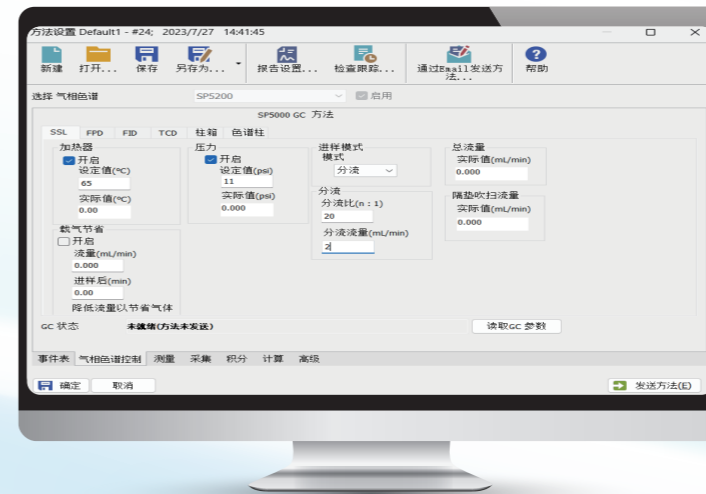 方法设置 Default1 - #24; 2023/7/27 14:41:45
新建 打开... 保存 另存为... 报告设置... 检查跟踪... 通过Email发送方法... 帮助
选择 气相色谱 SP5200 启用
SP5000 GC 方法
SSL FPD FID TCD 柱箱 色谱柱
加热器
开启
设定值(°C)
65
实际值(°C)
0.00
载气节省
开启
流量(mL/min)
0.000
进样后(min)
0.00
降低流量以节省气体
压力
开启
设定值(psi)
11
实际值(psi)
0.000
进样模式
模式
分流
分流
分流比(n : 1)
20
分流流量(mL/min)
2
总流量
实际值(mL/min)
0.000
隔垫吹扫流量
实际值(mL/min)
0.000
GC 状态 未就绪(方法未发送) 读取GC 参数
事件表 气相色谱控制 测量 采集 积分 计算 高级
确定 取消 发送方法(E)